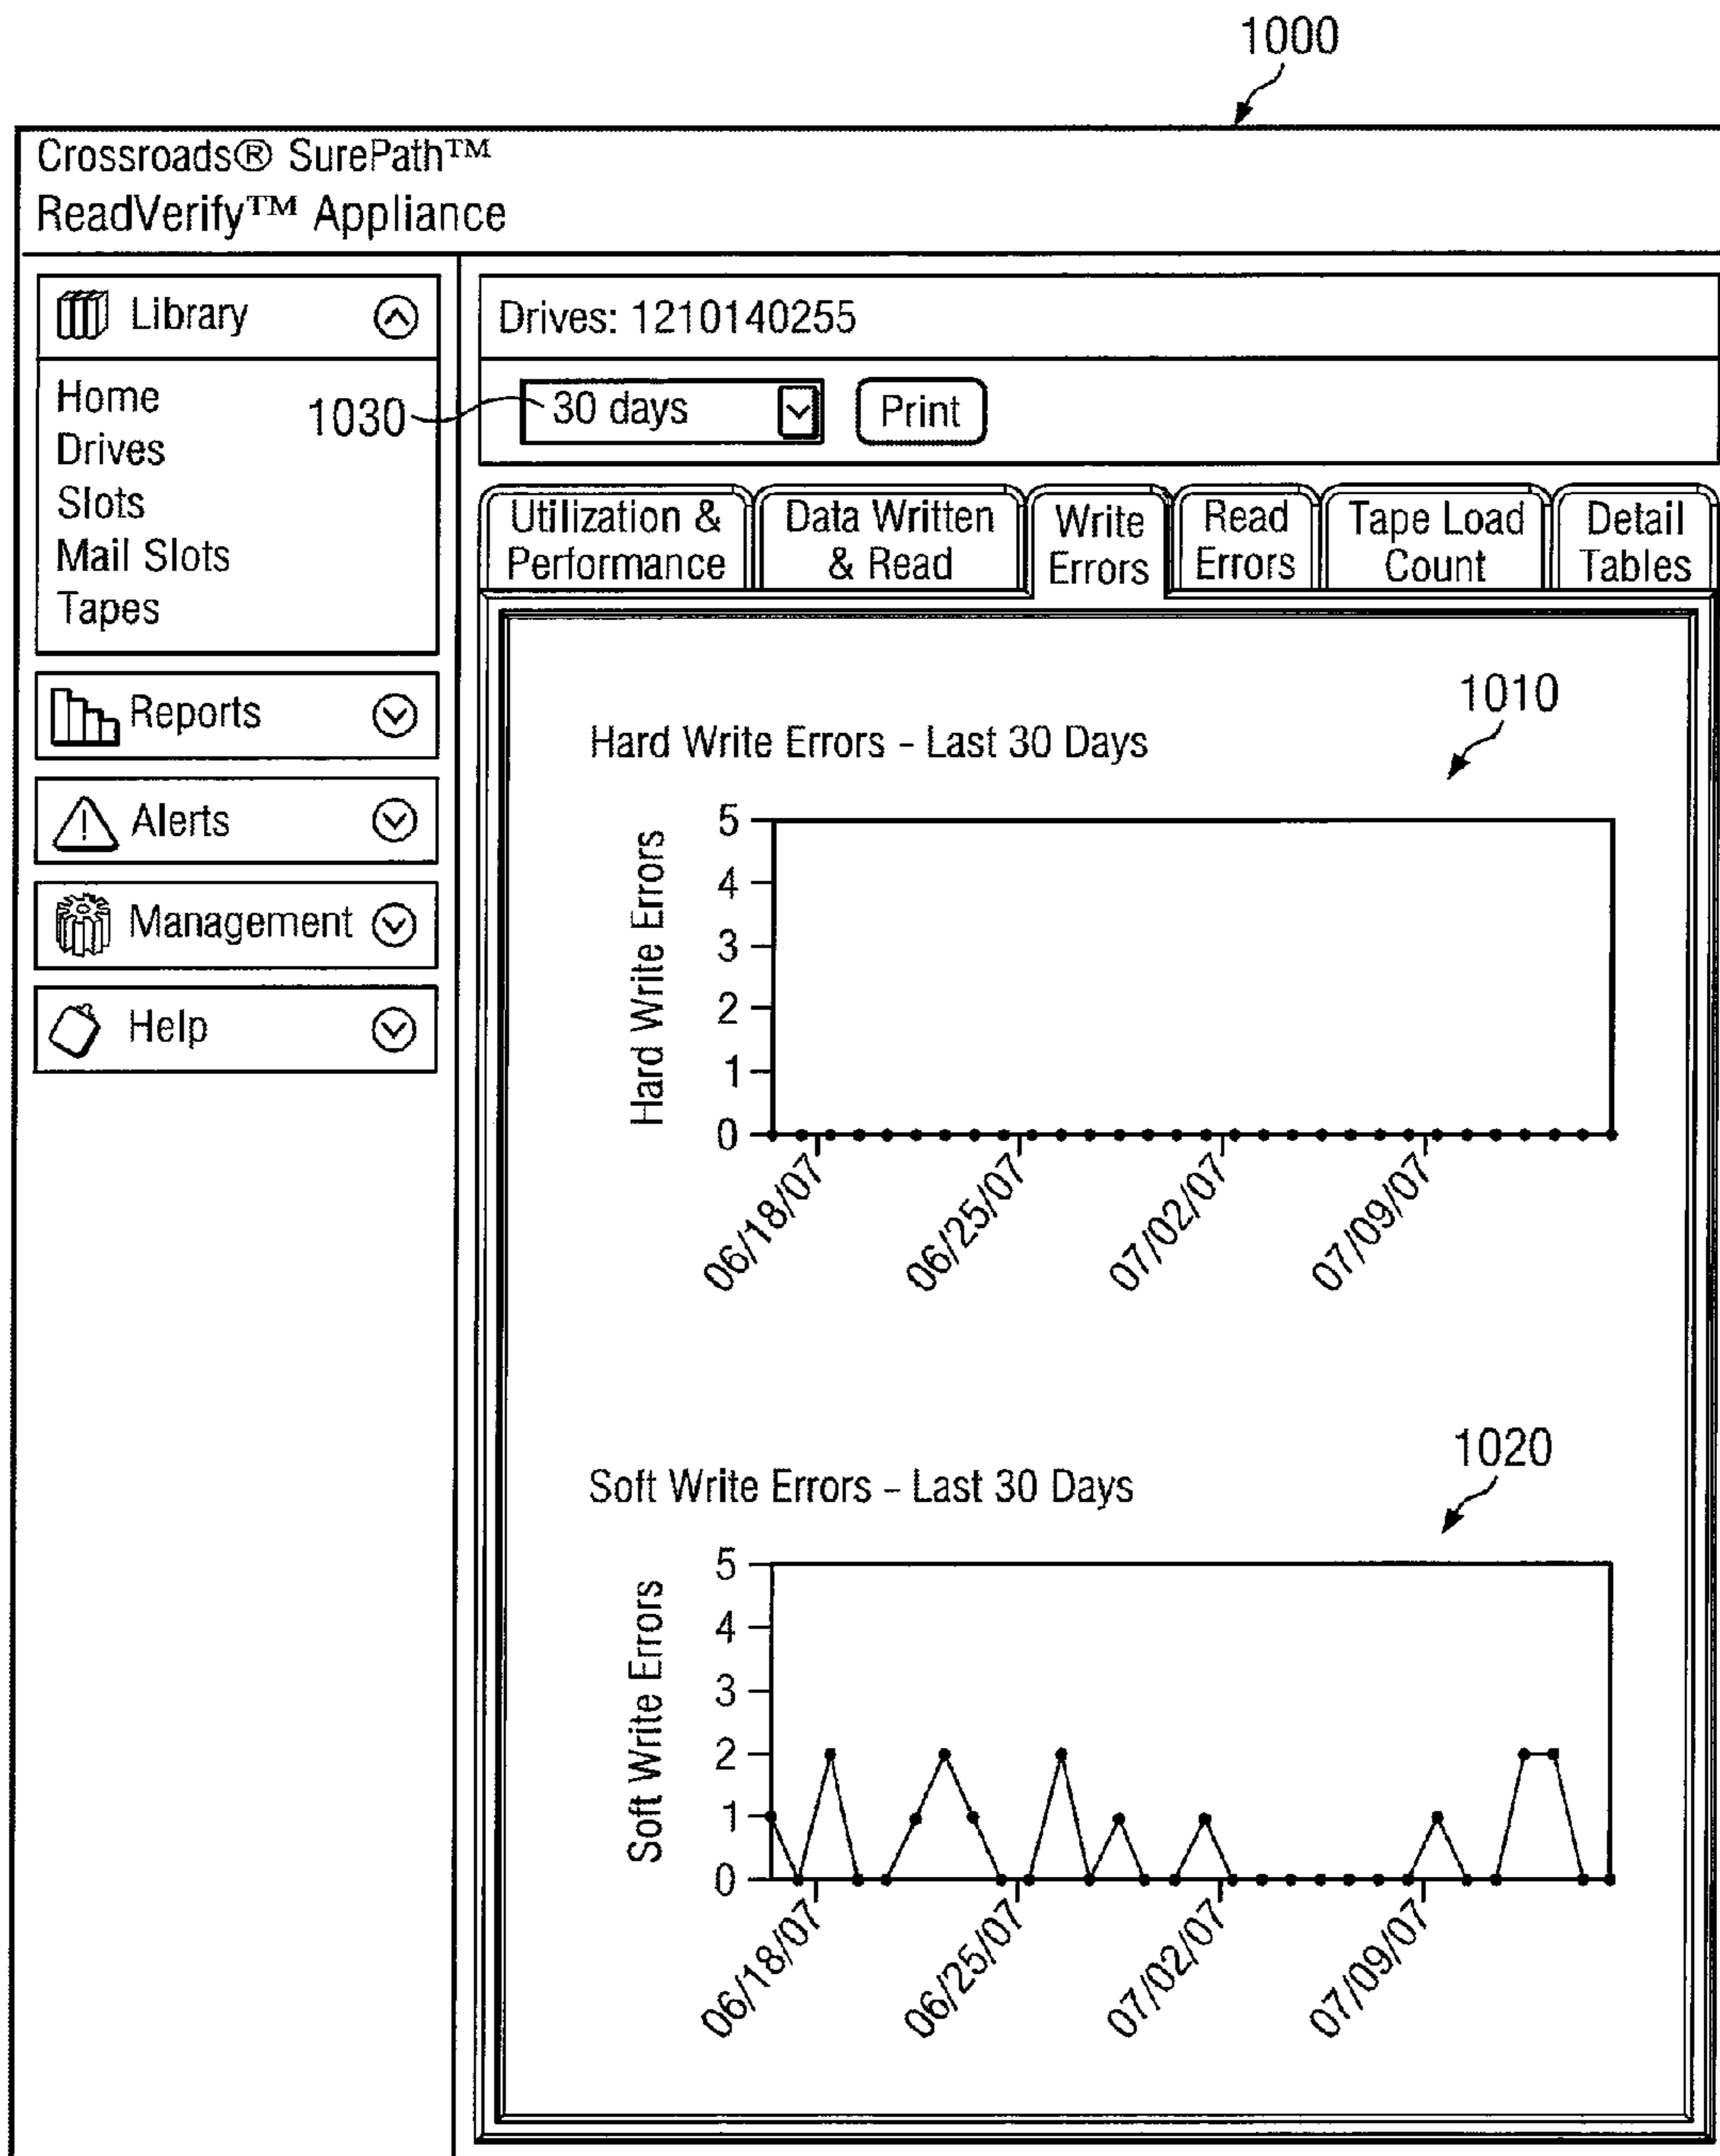 1000
Crossroads® SurePath™
ReadVerify™ Appliance
Library
Home
Drives
Slots
Mail Slots
Tapes
Reports
Alerts
Management
Help
Drives: 1210140255
1030
30 days
Print
Utilization &
Performance
Data Written
& Read
Write
Errors
Read
Errors
Tape Load
Count
Detail
Tables
1010
Hard Write Errors - Last 30 Days
Hard Write Errors
5
4
3
2
1
0
06/18/07
06/25/07
07/02/07
07/09/07
1020
Soft Write Errors - Last 30 Days
Soft Write Errors
5
4
3
2
1
0
06/18/07
06/25/07
07/02/07
07/09/07